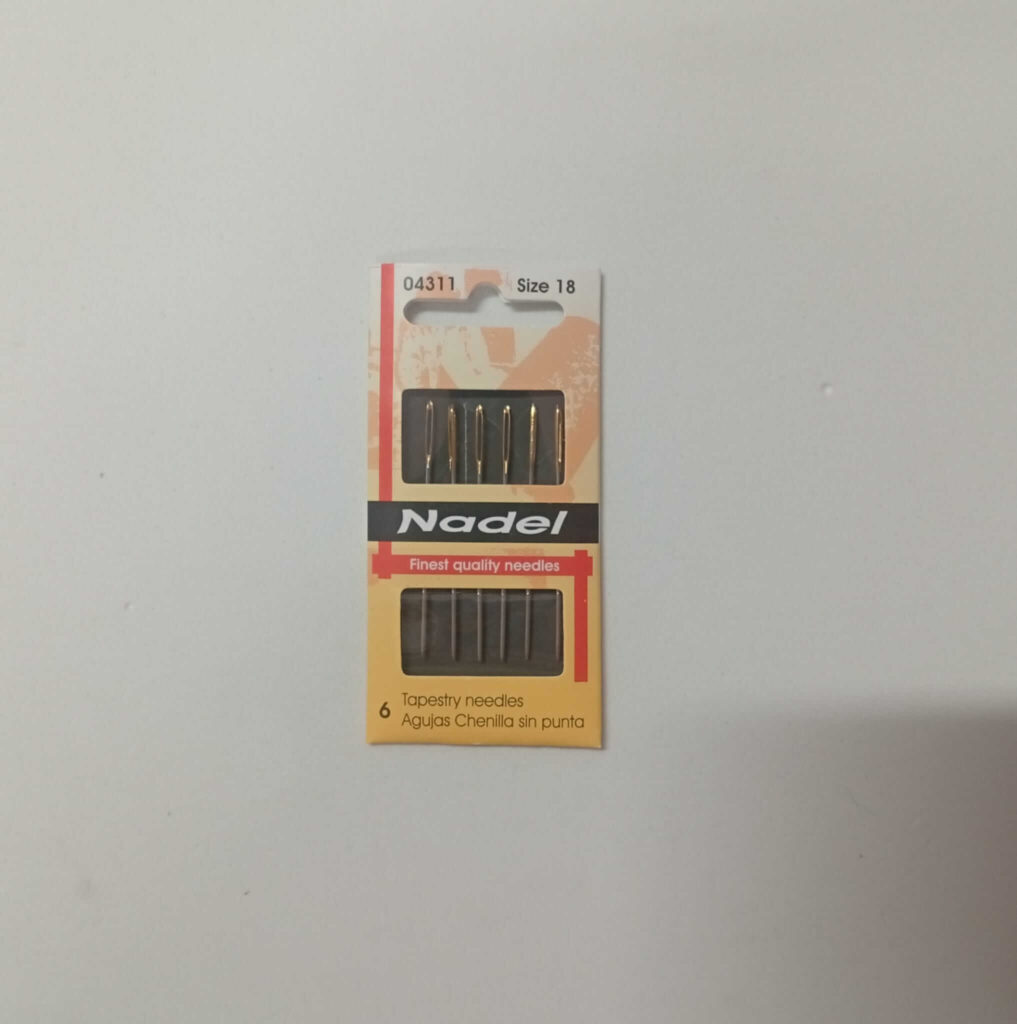 04311 Size 18
Nadel
Finest quality needles
6 Tapestry needles
Agujas Chenilla sin punta